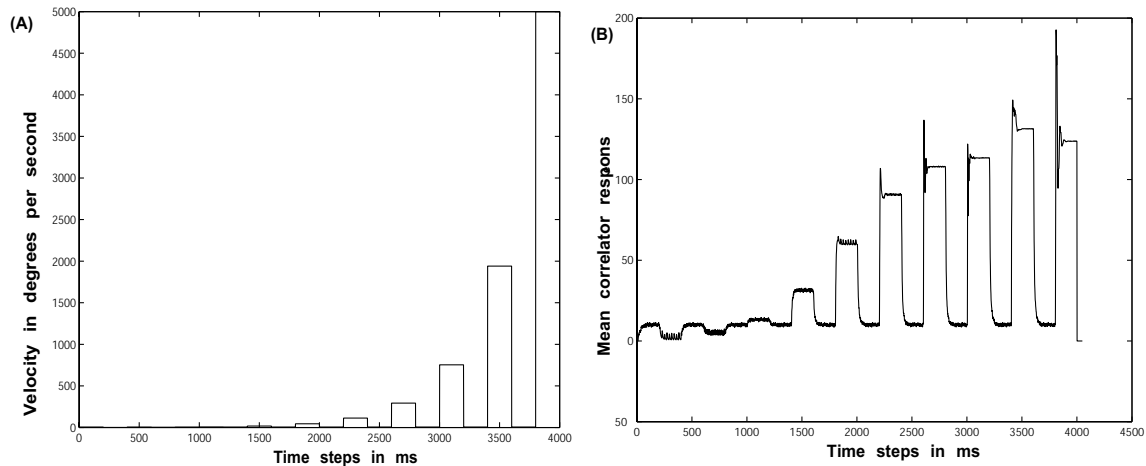 (A)
Velocity in degrees per second
5000
4500
4000
3500
3000
2500
2000
1500
1000
500
0
0 500 1000 1500 2000 2500 3000 3500 4000
Time steps in ms
(B)
Mean correlator respons
200
150
100
50
0
50
0 500 1000 1500 2000 2500 3000 3500 4000 4500
Time steps in ms